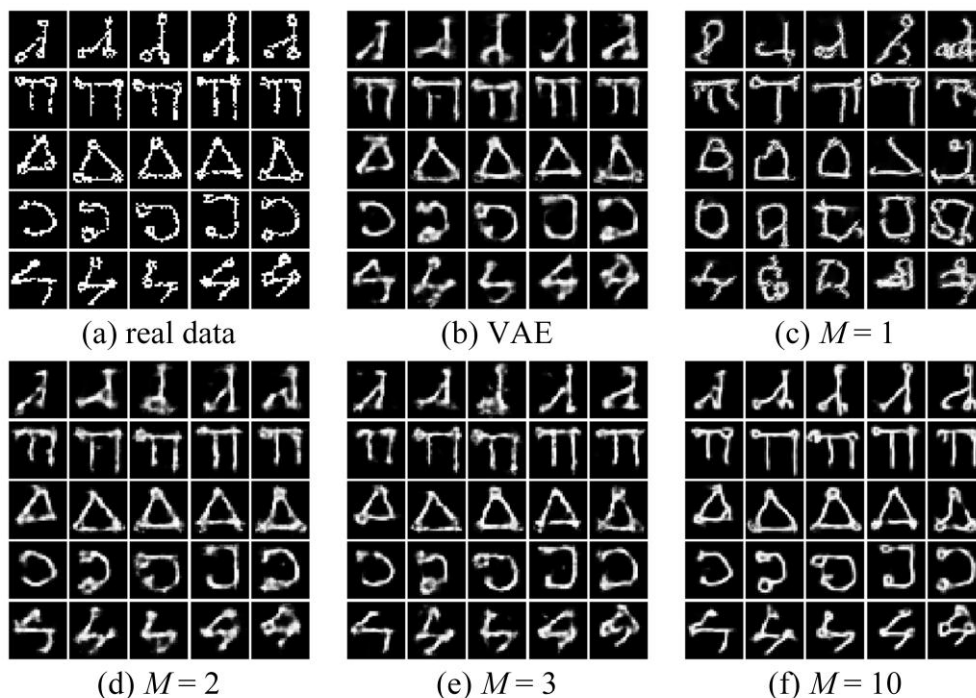 (a) real data
(b) VAE
(c) M = 1
(d) M = 2
(e) M = 3
(f) M = 10